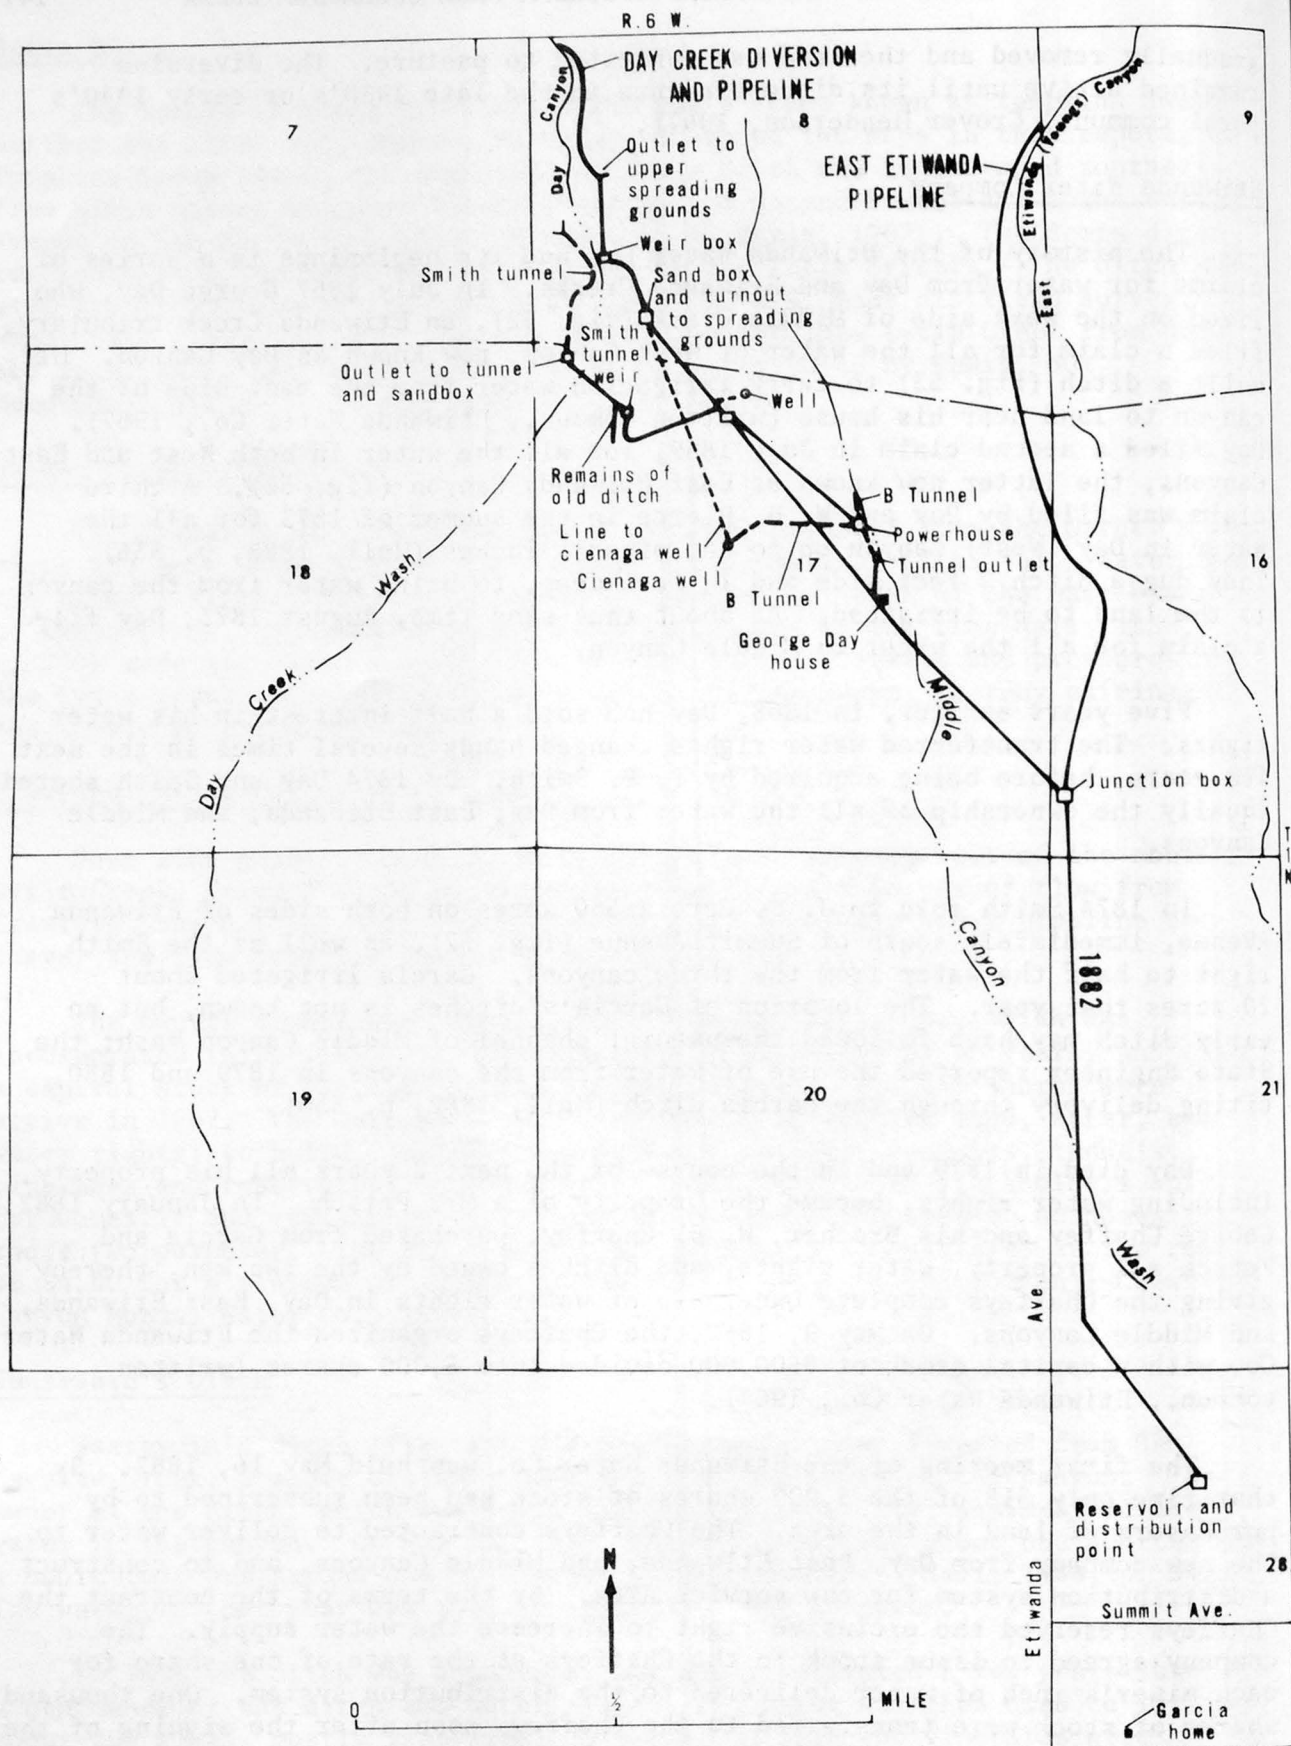 R. 6 W.
DAY CREEK DIVERSION
AND PIPELINE
7
8
9
Canyon
Day
Outlet to
upper
spreading
grounds
EAST ETIWANDA
PIPELINE
Etiwanda (Youngs) Canyon
East
Weir box
Smith tunnel
Sand box
and turnout
to spreading
grounds
Smith
tunnel
weir
Outlet to tunnel
and sandbox
Well
Remains of
old ditch
B Tunnel
Line to
cienaga well
Powerhouse
Cienaga well
17
Tunnel outlet
18
16
B Tunnel
George Day
house
Day Creek Wash
Middle
Junction box
T
1
N
Canyon
1882
19
20
21
Wash
Etiwanda Ave
Reservoir and
distribution
point
N
28
Summit Ave.
0
½
1 MILE
Garcia
home